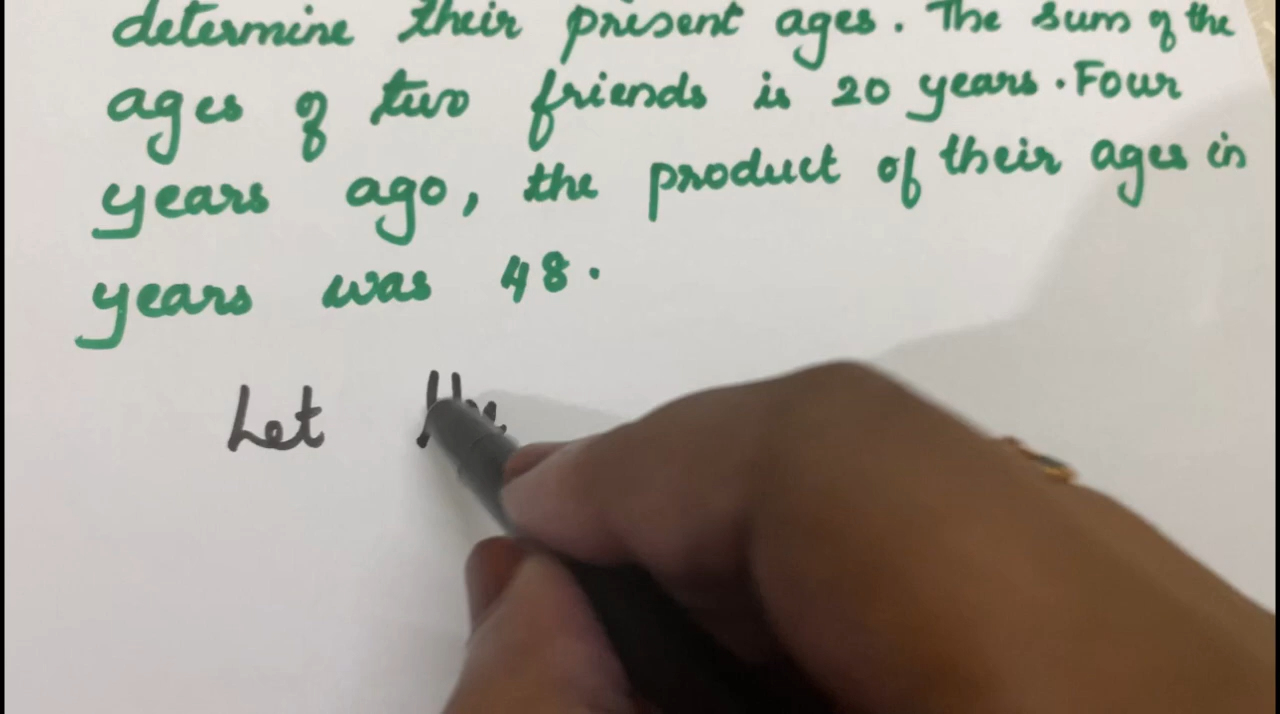 determine their present ages. The sum of the
ages of two friends is 20 years. Four
years ago, the product of their ages in
years was 48.
Let the